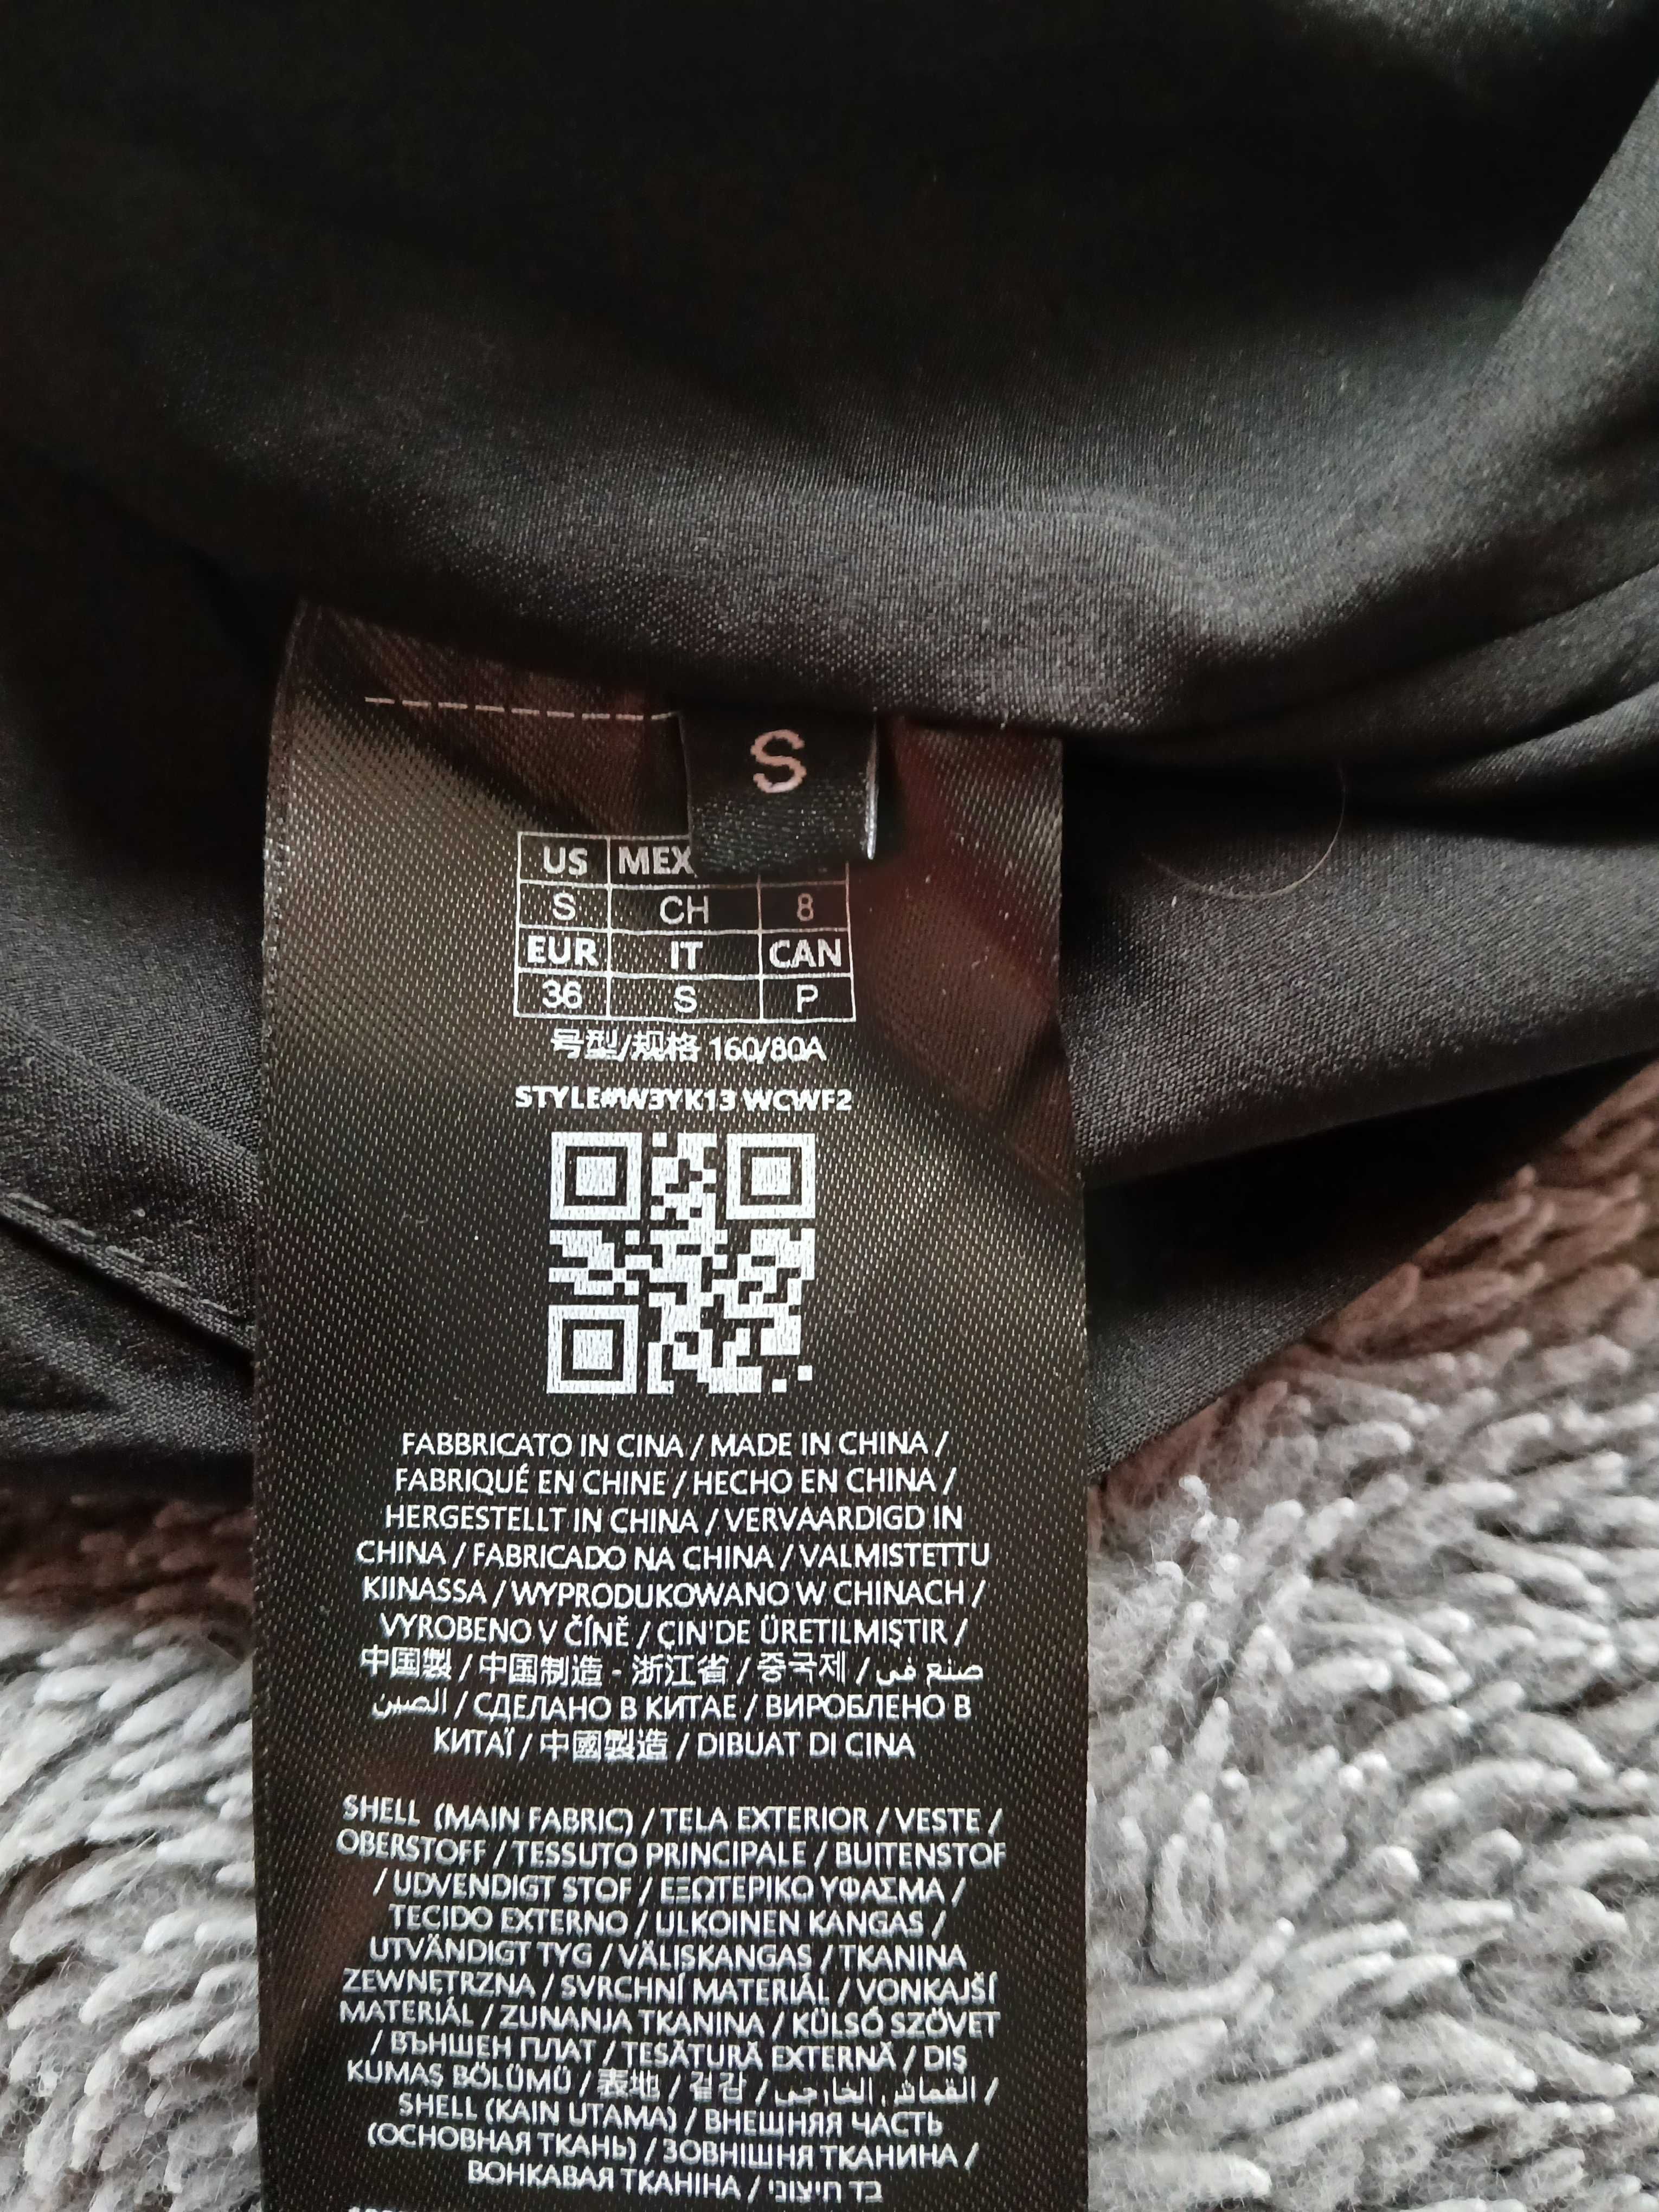 S
US MEX
S CH 8
EUR IT CAN
36 S P
号型/规格 160/80A
STYLE#W3YK13 WCWF2
FABBRICATO IN CINA / MADE IN CHINA /
FABRIQUÉ EN CHINE / HECHO EN CHINA /
HERGESTELLT IN CHINA / VERVAARDIGD IN
CHINA / FABRICADO NA CHINA / VALMISTETTU
KIINASSA / WYPRODUKOWANO W CHINACH /
VYROBENO V ČÍNĚ / ÇIN'DE ÜRETILMIŞTIR /
中国製 / 中国制造 - 浙江省 / 중국제 / صنع في
الصين / СДЕЛАНО В КИТАЕ / ВИРОБЛЕНО В
КИТАЇ / 中國製造 / DIBUAT DI CINA
SHELL (MAIN FABRIC) / TELA EXTERIOR / VESTE /
OBERSTOFF / TESSUTO PRINCIPALE / BUITENSTOF
/ UDVENDIGT STOF / ΕΞΩΤΕΡΙΚΟ ΥΦΑΣΜΑ /
TECIDO EXTERNO / ULKOINEN KANGAS /
UTVÄNDIGT TYG / VÄLISKANGAS / TKANINA
ZEWNĘTRZNA / SVRCHNÍ MATERIÁL / VONKAJŠÍ
MATERIÁL / ZUNANJA TKANINA / KÜLSŐ SZÖVET
/ ВЪНШЕН ПЛАТ / TESĂTURĂ EXTERNĂ / DIŞ
KUMAŞ BÖLÜMÜ / 表地 / 겉감 / القماش الخارجي /
SHELL (KAIN UTAMA) / ВНЕШНЯЯ ЧАСТЬ
(ОСНОВНАЯ ТКАНЬ) / ЗОВНІШНЯ ТКАНИНА /
ВОНКАВАЯ ТКАНІНА / בד חיצוני